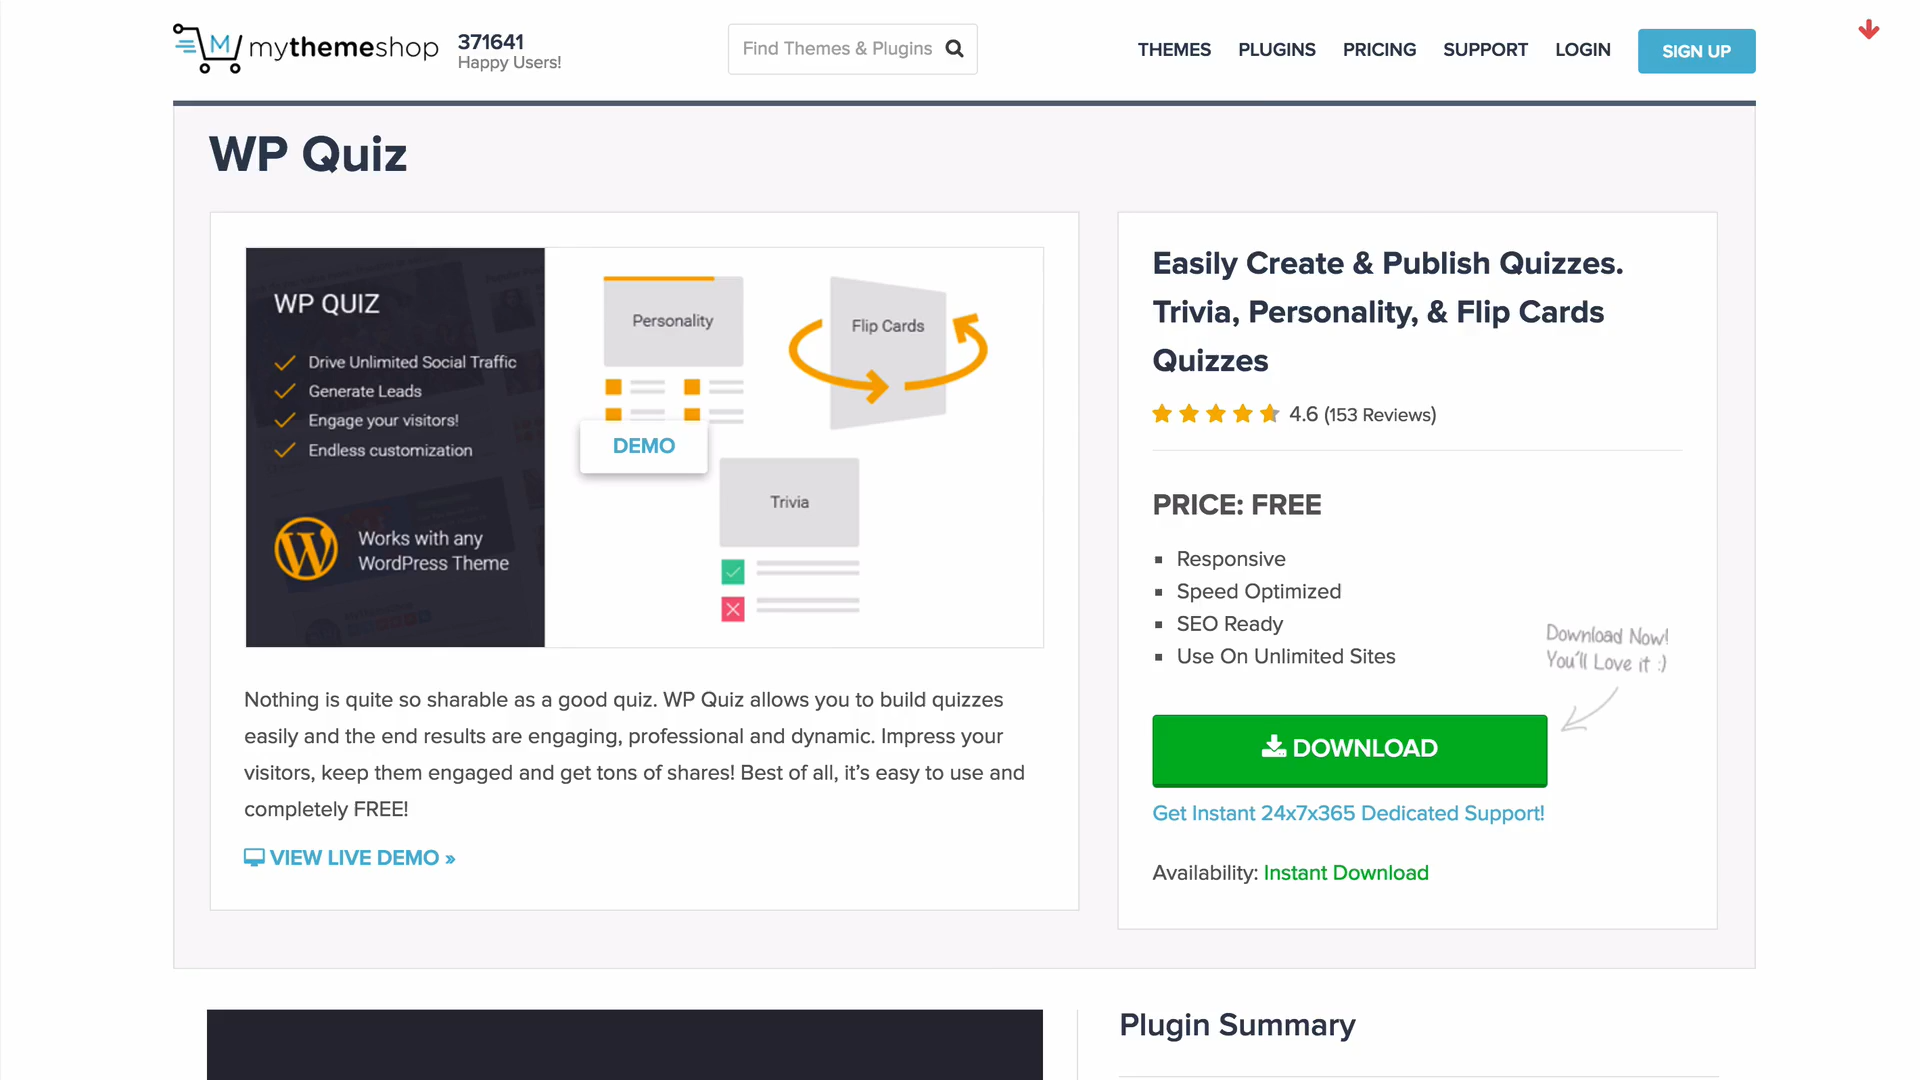 mythemeshop
371641
Happy Users!
Find Themes & Plugins
THEMES
PLUGINS
PRICING
SUPPORT
LOGIN
SIGN UP
WP Quiz
WP QUIZ
Drive Unlimited Social Traffic
Generate Leads
Engage your visitors!
Endless customization
Works with any
WordPress Theme
Personality
Flip Cards
DEMO
Trivia
Nothing is quite so sharable as a good quiz. WP Quiz allows you to build quizzes
easily and the end results are engaging, professional and dynamic. Impress your
visitors, keep them engaged and get tons of shares! Best of all, it’s easy to use and
completely FREE!
VIEW LIVE DEMO »
Easily Create & Publish Quizzes.
Trivia, Personality, & Flip Cards
Quizzes
4.6 (153 Reviews)
PRICE: FREE
Responsive
Speed Optimized
SEO Ready
Use On Unlimited Sites
Download Now!
You'll Love it :)
DOWNLOAD
Get Instant 24x7x365 Dedicated Support!
Availability: Instant Download
Plugin Summary